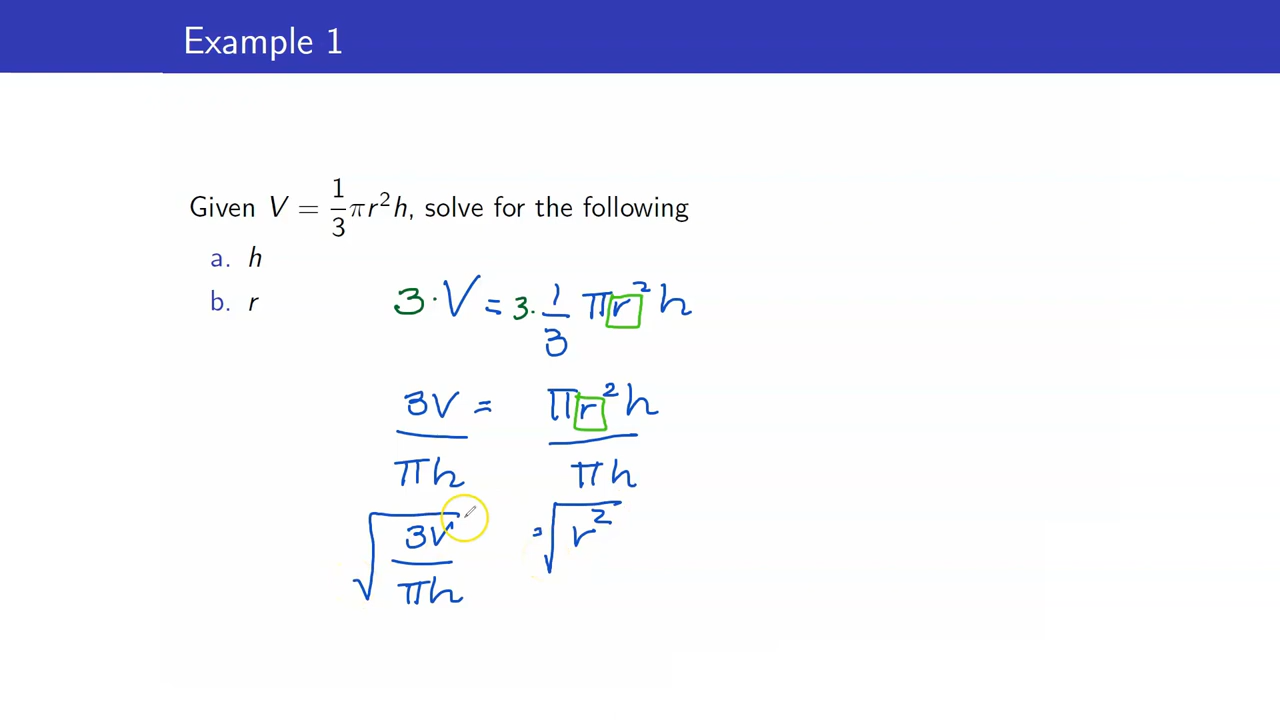 Example 1
Given V = 1/3 πr²h, solve for the following
a. h
b. r
3·V = 3·1/3 πr²h
3V/πh = πr²h/πh
√(3V/πh) = √r²